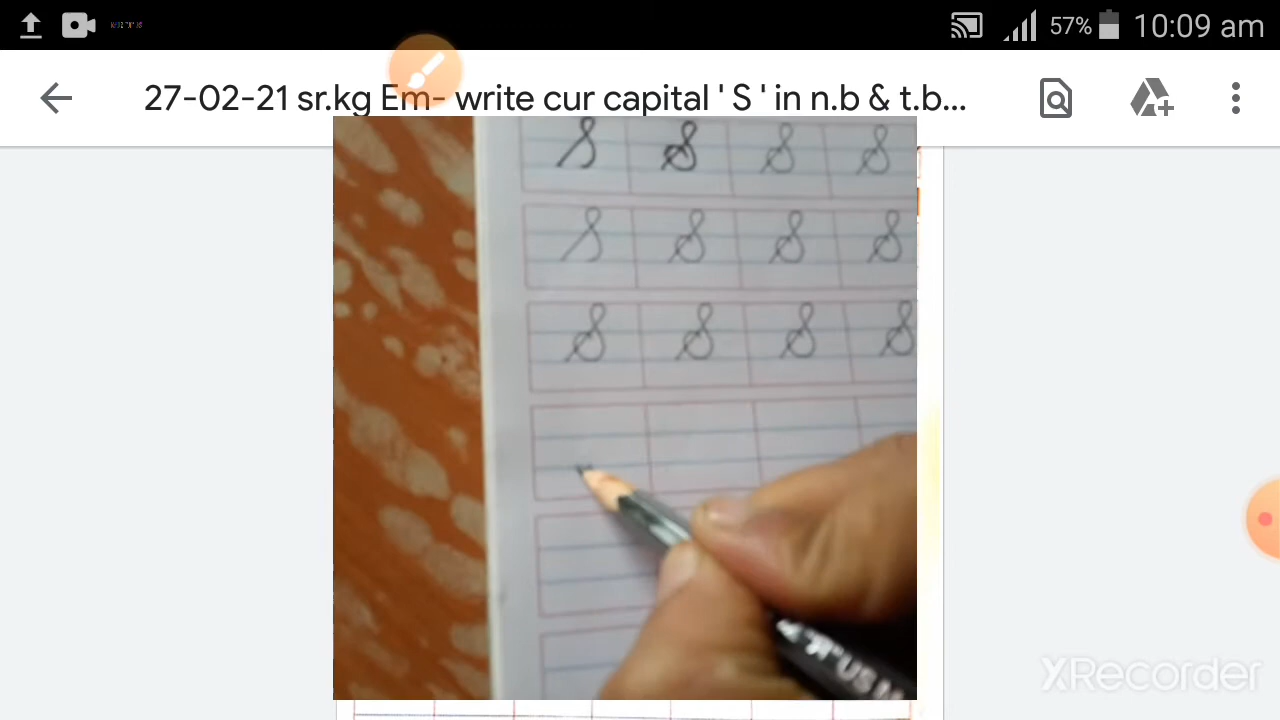 57% 10:09 am
27-02-21 sr.kg Em- write cur capital ' S ' in n.b & t.b...
S S S S
S S S S
S S S S
XRecorder